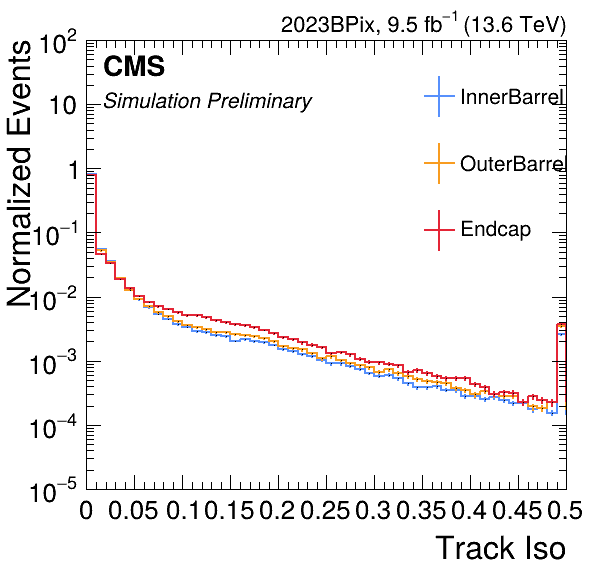 2023BPix, 9.5 fb⁻¹ (13.6 TeV)
CMS
Simulation Preliminary
InnerBarrel
OuterBarrel
Endcap
Normalized Events
10²
10
1
10⁻¹
10⁻²
10⁻³
10⁻⁴
10⁻⁵
0 0.05 0.1 0.15 0.2 0.25 0.3 0.35 0.4 0.45 0.5
Track Iso